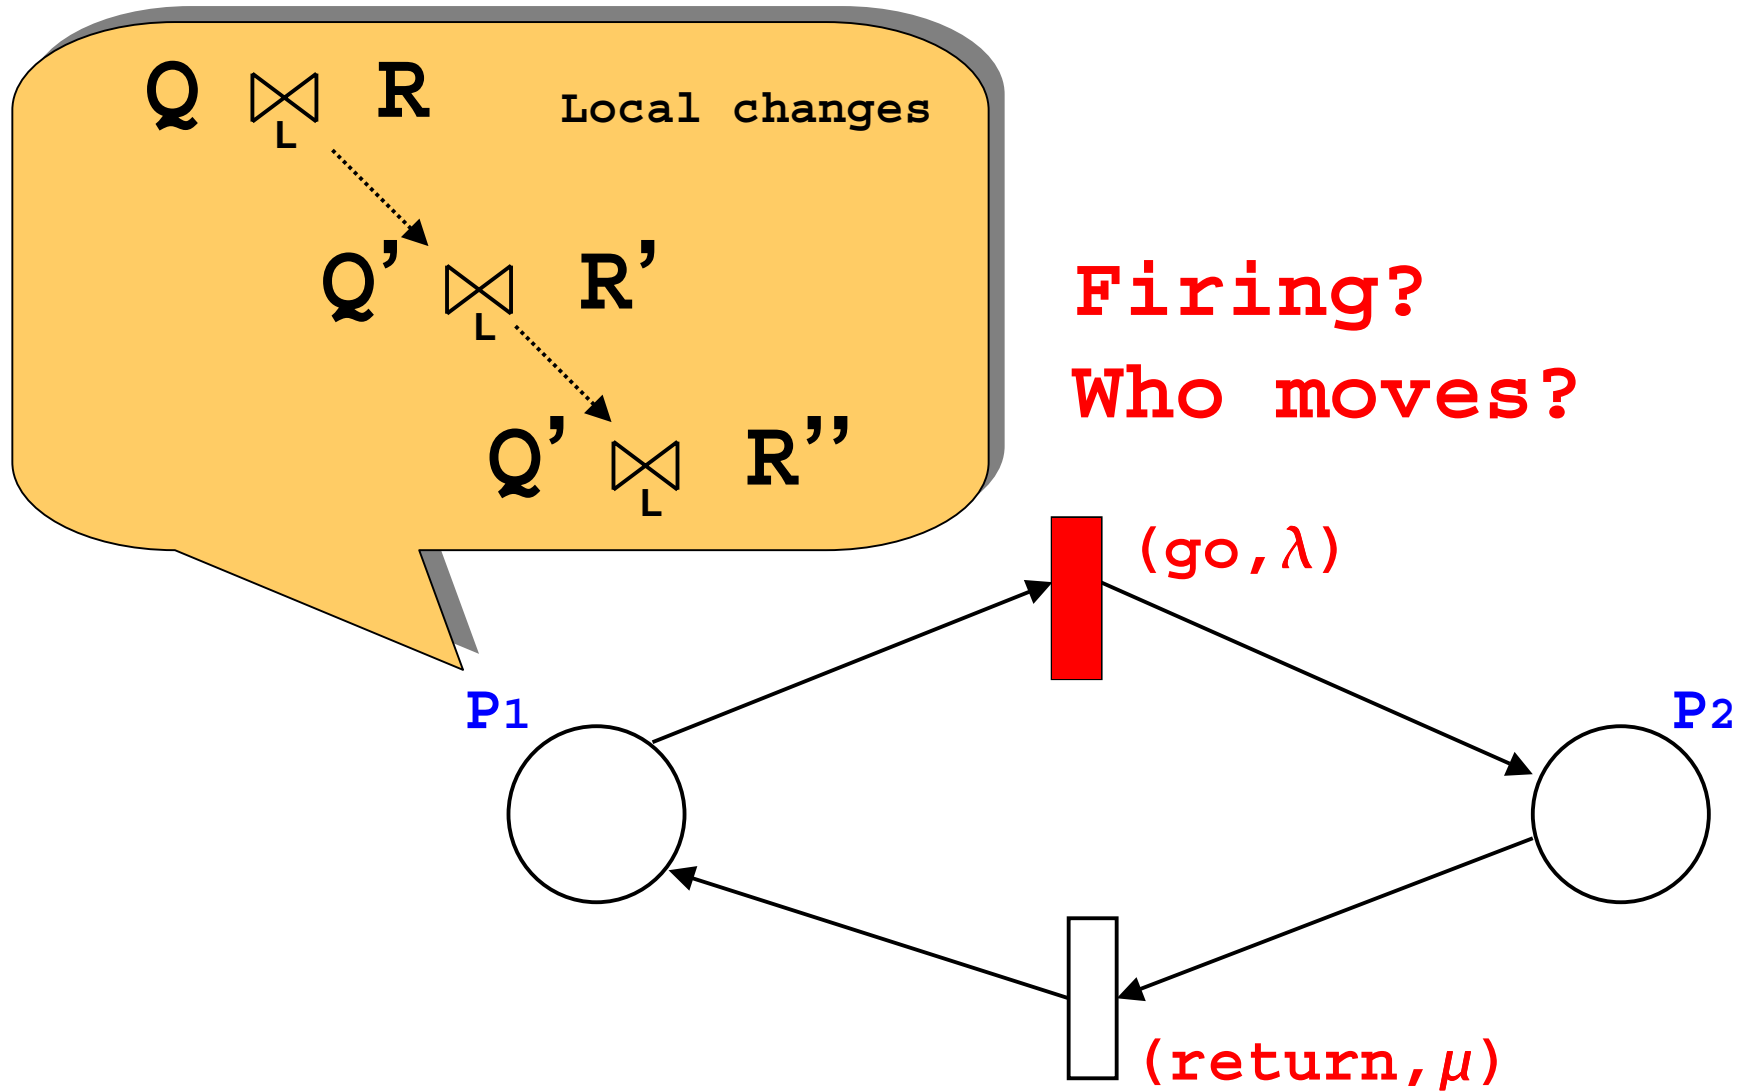 Q ⋈ R Local changes
L
Q’ ⋈ R’
L
Q’ ⋈ R’’
L
Firing?
Who moves?
(go,λ)
P1
P2
(return,μ)